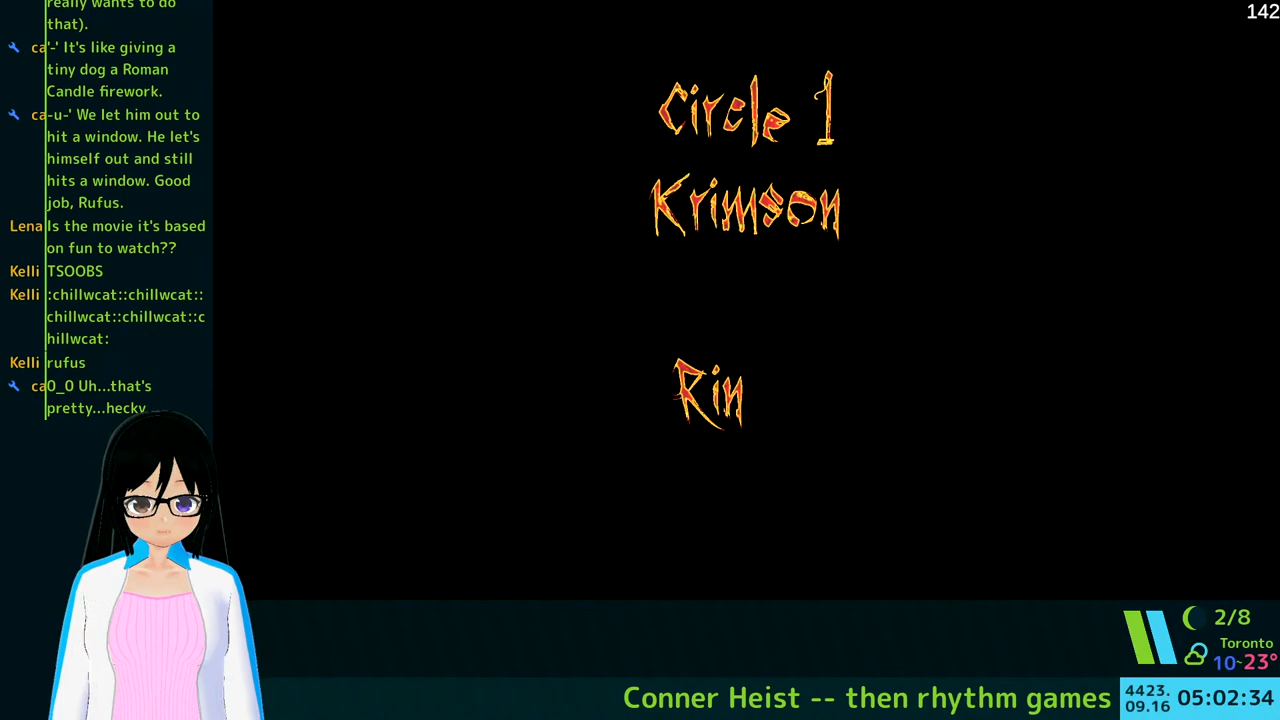 really wants to do
that).
ca '-' It's like giving a
tiny dog a Roman
Candle firework.
ca -u-' We let him out to
hit a window. He let's
himself out and still
hits a window. Good
job, Rufus.
Lena Is the movie it's based
on fun to watch??
Kelli TSOOBS
Kelli :chillwcat::chillwcat::
chillwcat::chillwcat::c
hillwcat:
Kelli rufus
ca 0_0 Uh...that's
pretty...hecky
142
Circle 1
Krimson
Rin
2/8
Toronto
10~23°
Conner Heist -- then rhythm games
4423.
09.16
05:02:34